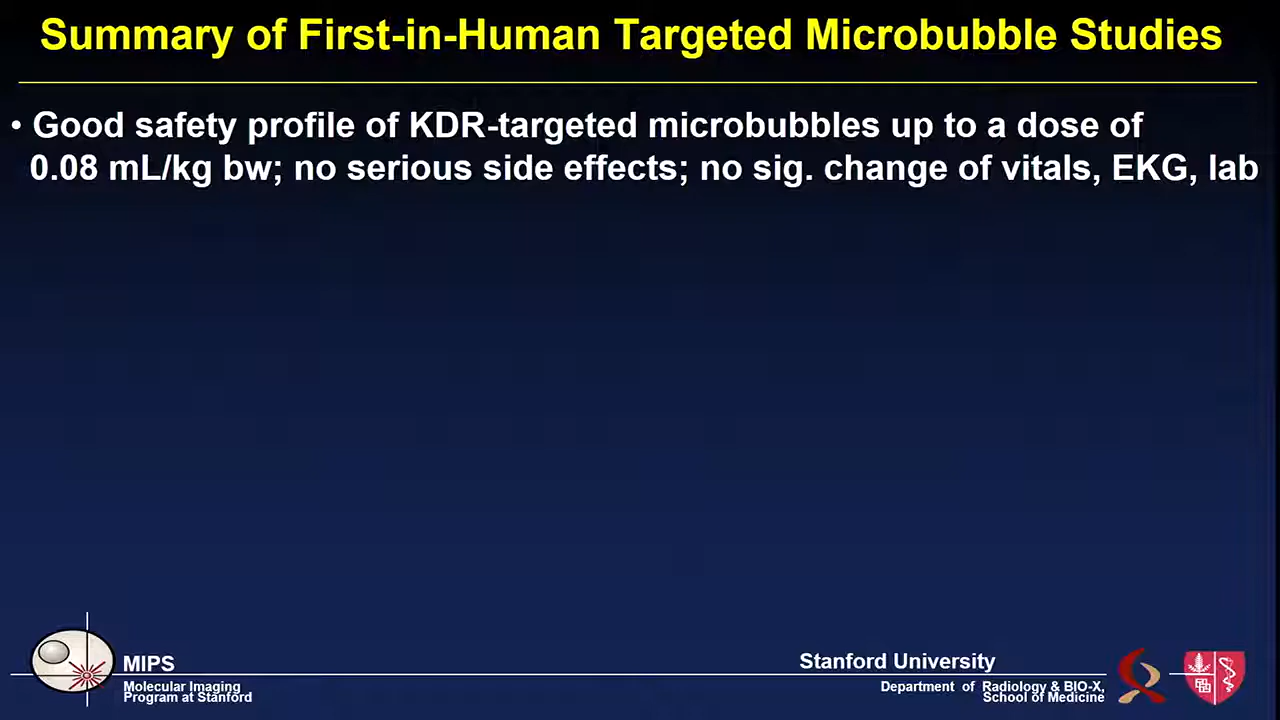 Summary of First-in-Human Targeted Microbubble Studies
• Good safety profile of KDR-targeted microbubbles up to a dose of
0.08 mL/kg bw; no serious side effects; no sig. change of vitals, EKG, lab
MIPS
Molecular Imaging
Program at Stanford
Stanford University
Department of Radiology & BIO-X,
School of Medicine